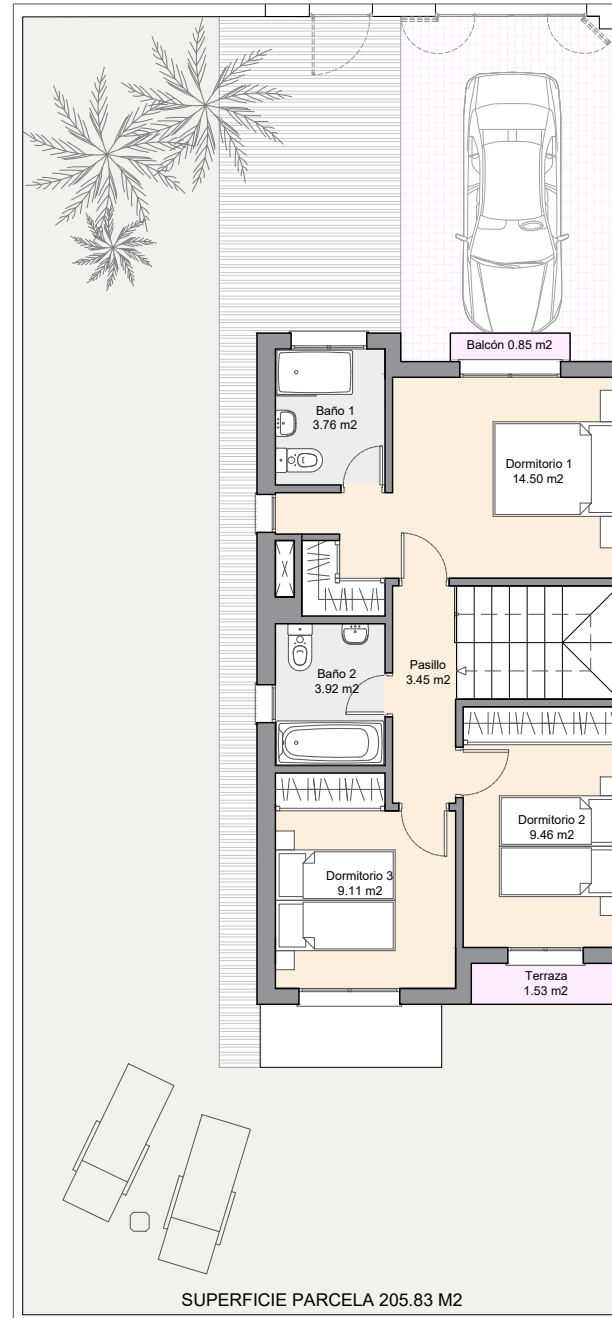 Balcón 0.85 m2
Baño 1
3.76 m2
Dormitorio 1
14.50 m2
Baño 2
3.92 m2
Pasillo
3.45 m2
Dormitorio 2
9.46 m2
Dormitorio 3
9.11 m2
Terraza
1.53 m2
SUPERFICIE PARCELA 205.83 M2